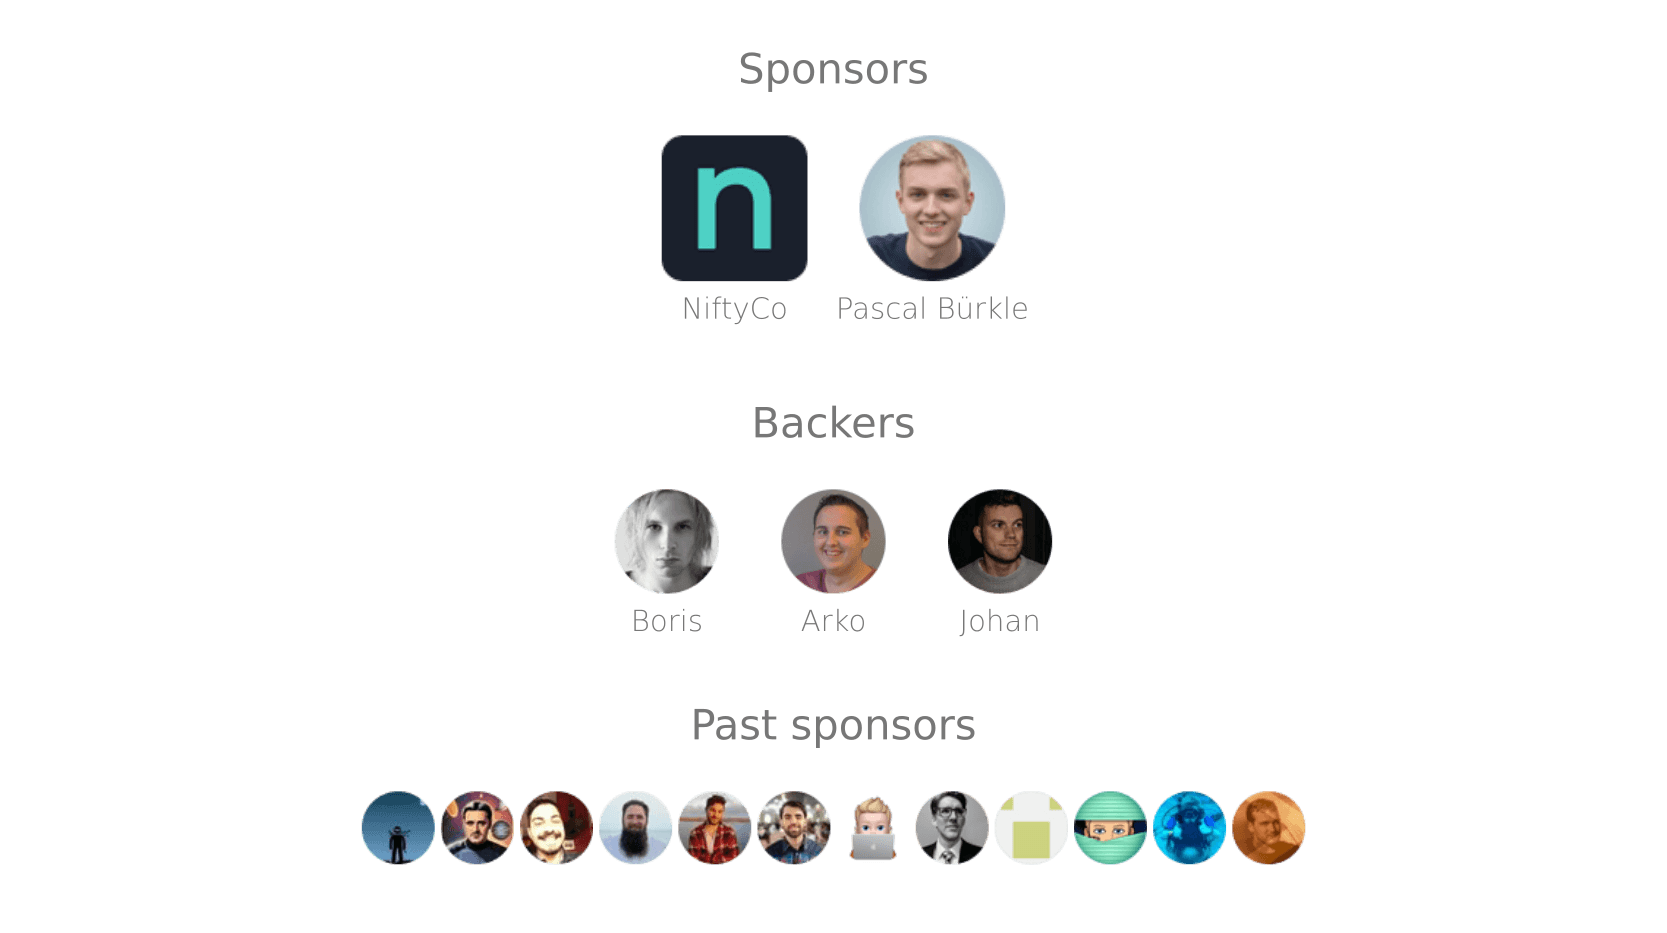 Sponsors
n
NiftyCo
Pascal Bürkle
Backers
Boris
Arko
Johan
Past sponsors